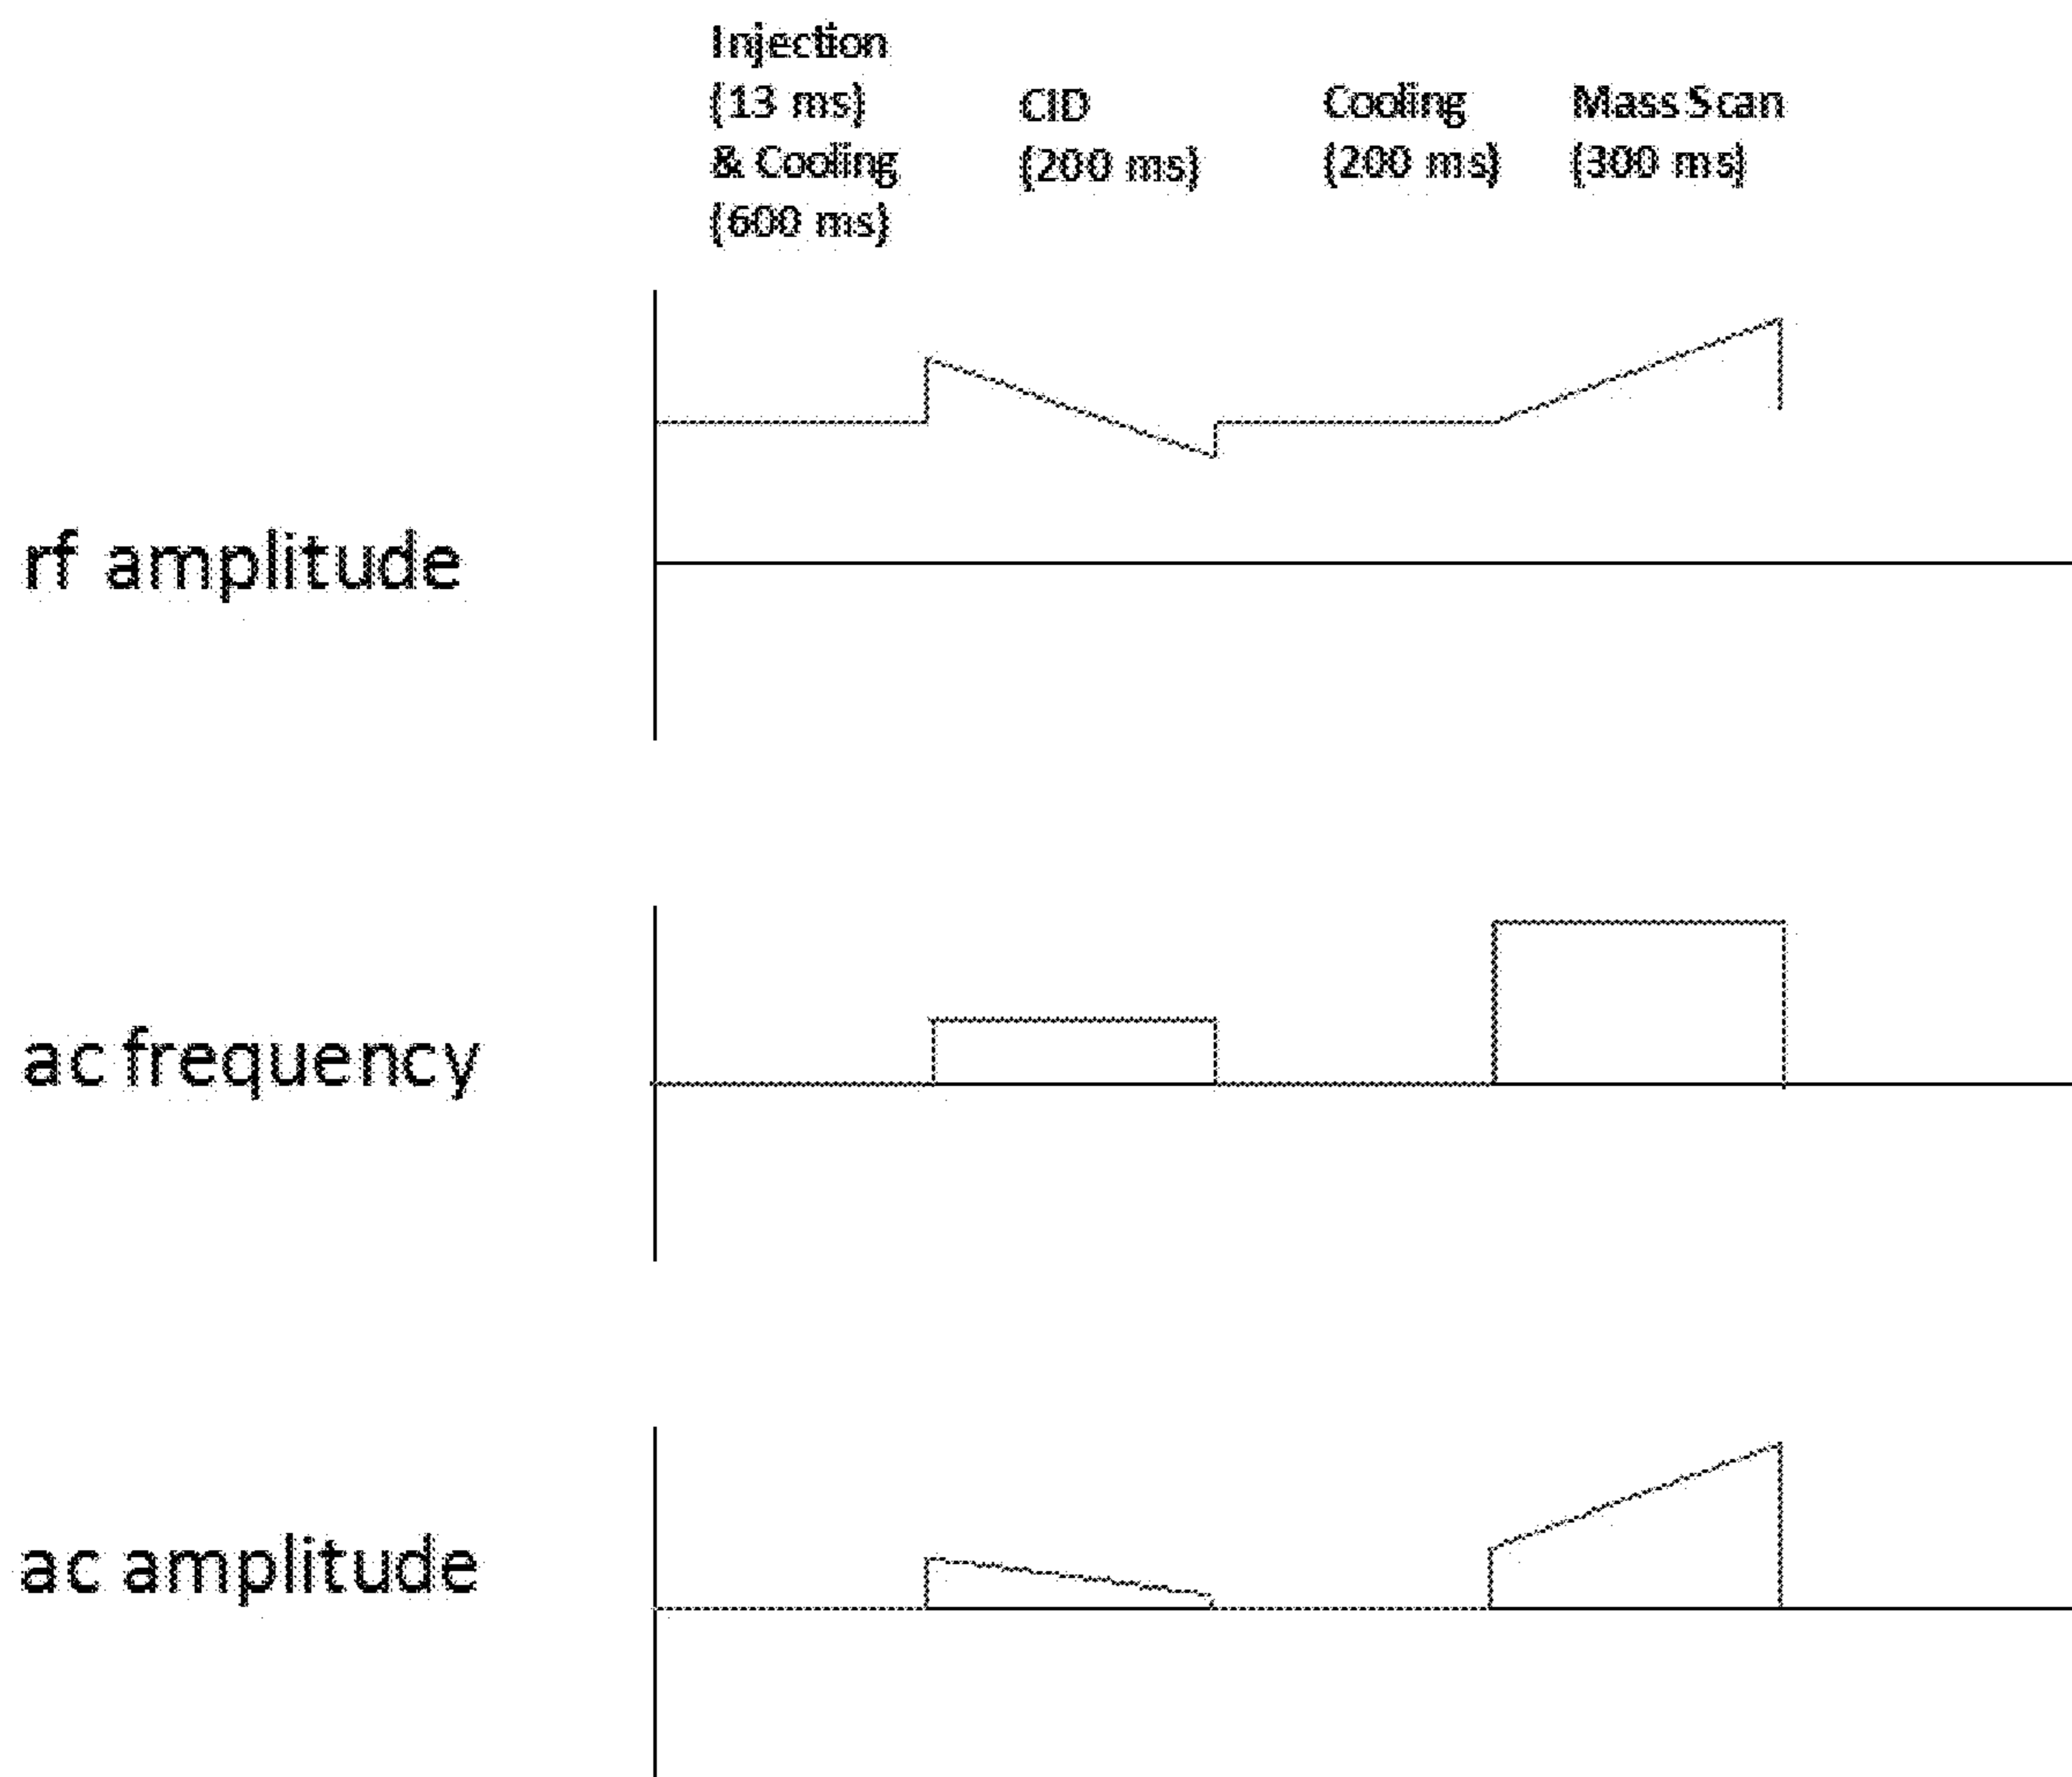 Injection
(13 ms)
& Cooling
(600 ms)
CID
(200 ms)
Cooling
(200 ms)
Mass Scan
(300 ms)
rf amplitude
ac frequency
ac amplitude